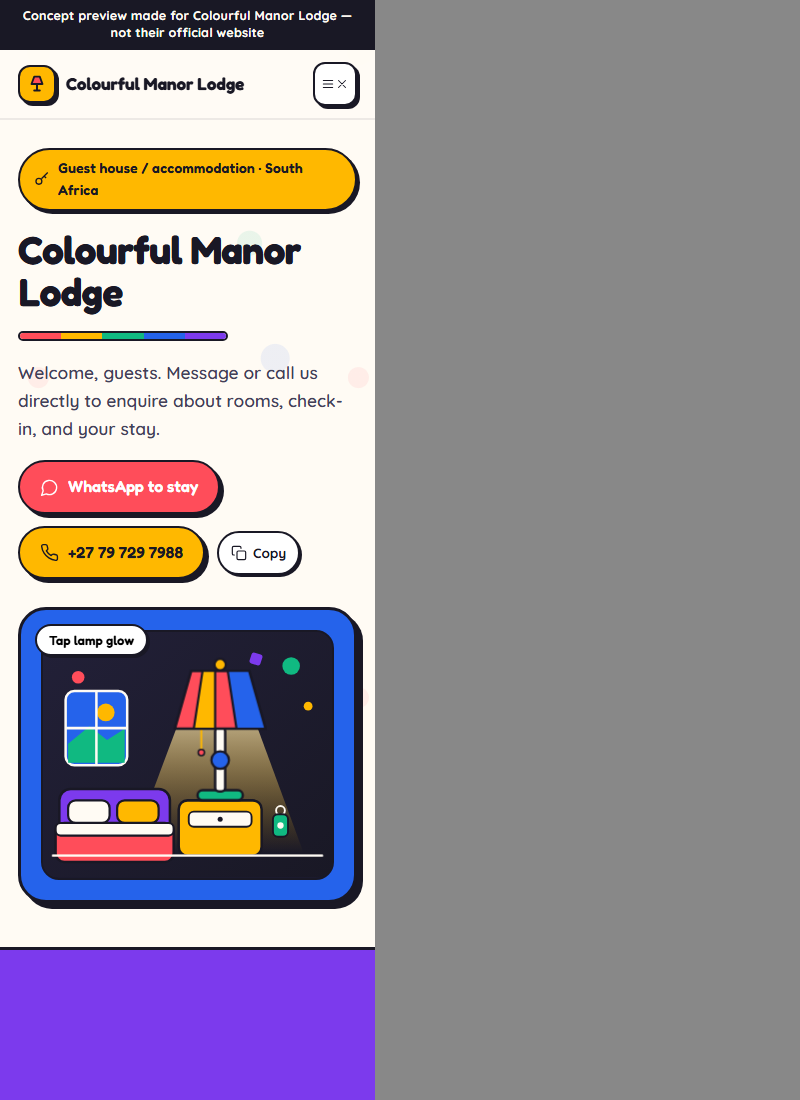 Concept preview made for Colourful Manor Lodge —
not their official website
Colourful Manor Lodge
Guest house / accommodation · South
Africa
Colourful Manor
Lodge
Welcome, guests. Message or call us
directly to enquire about rooms, check-
in, and your stay.
WhatsApp to stay
+27 79 729 7988
Copy
Tap lamp glow